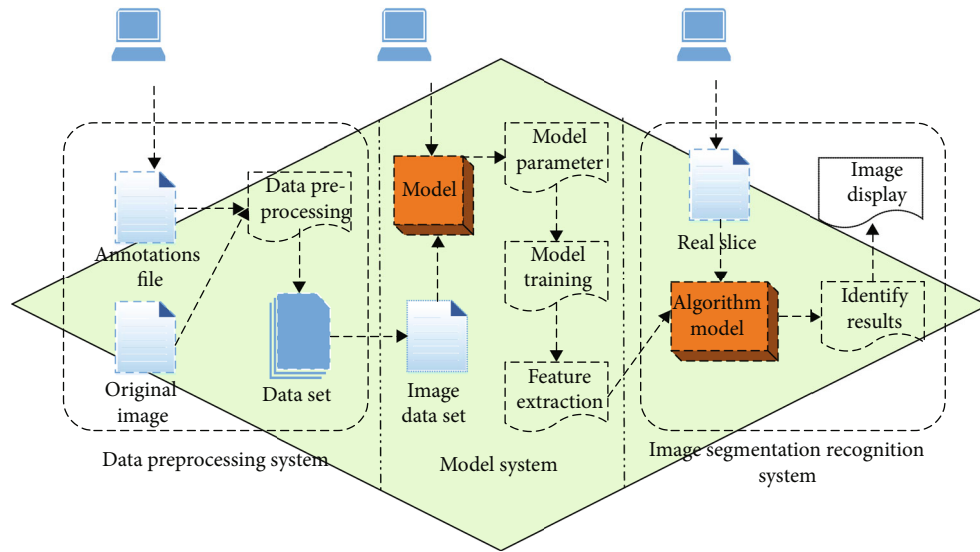 Annotations
file
Original
image
Data pre-
processing
Data set
Data preprocessing system
Model
Image
data set
Model
parameter
Model
training
Feature
extraction
Model system
Real slice
Algorithm
model
Image
display
Identify
results
Image segmentation recognition
system